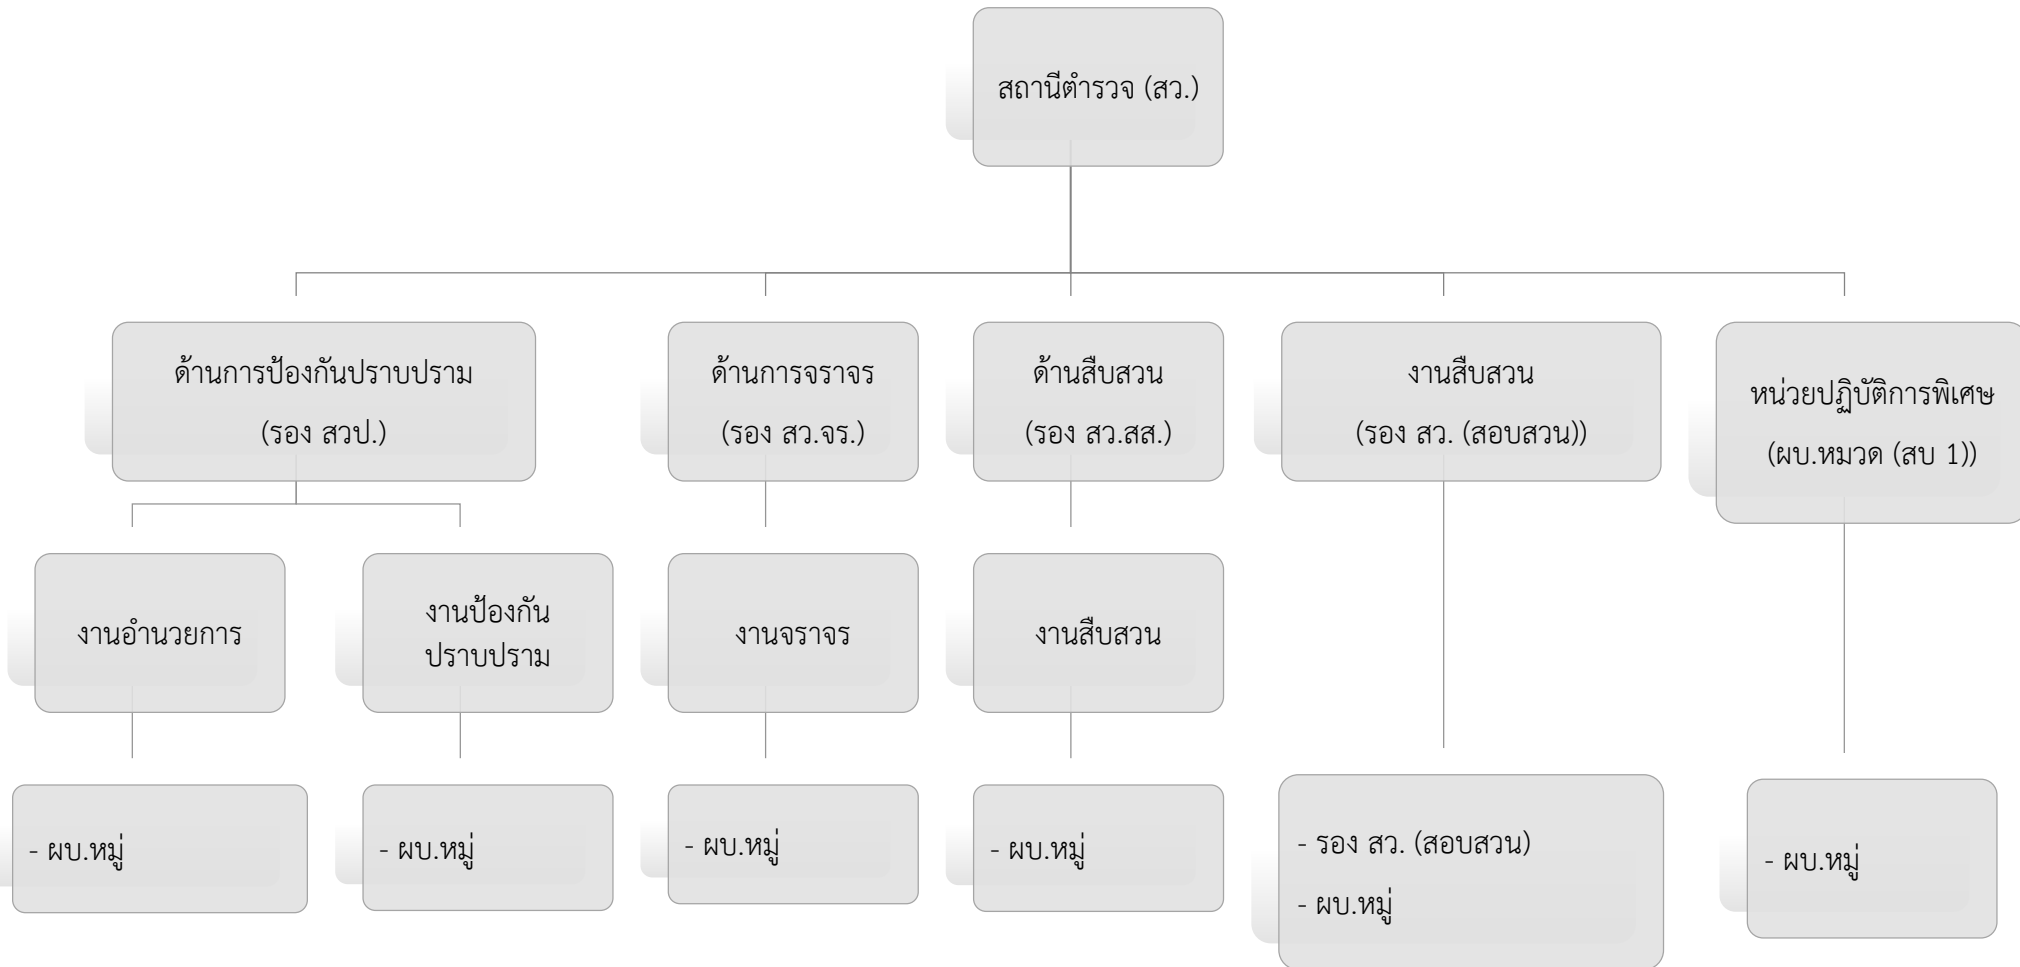 สถานีตำรวจ (สว.)
ด้านการป้องกันปราบปราม
(รอง สวป.)
ด้านการจราจร
(รอง สว.จร.)
ด้านสืบสวน
(รอง สว.สส.)
งานสืบสวน
(รอง สว. (สอบสวน))
หน่วยปฏิบัติการพิเศษ
(ผบ.หมวด (สบ 1))
งานอำนวยการ
งานป้องกัน
ปราบปราม
งานจราจร
งานสืบสวน
- ผบ.หมู่
- ผบ.หมู่
- ผบ.หมู่
- ผบ.หมู่
- รอง สว. (สอบสวน)
- ผบ.หมู่
- ผบ.หมู่